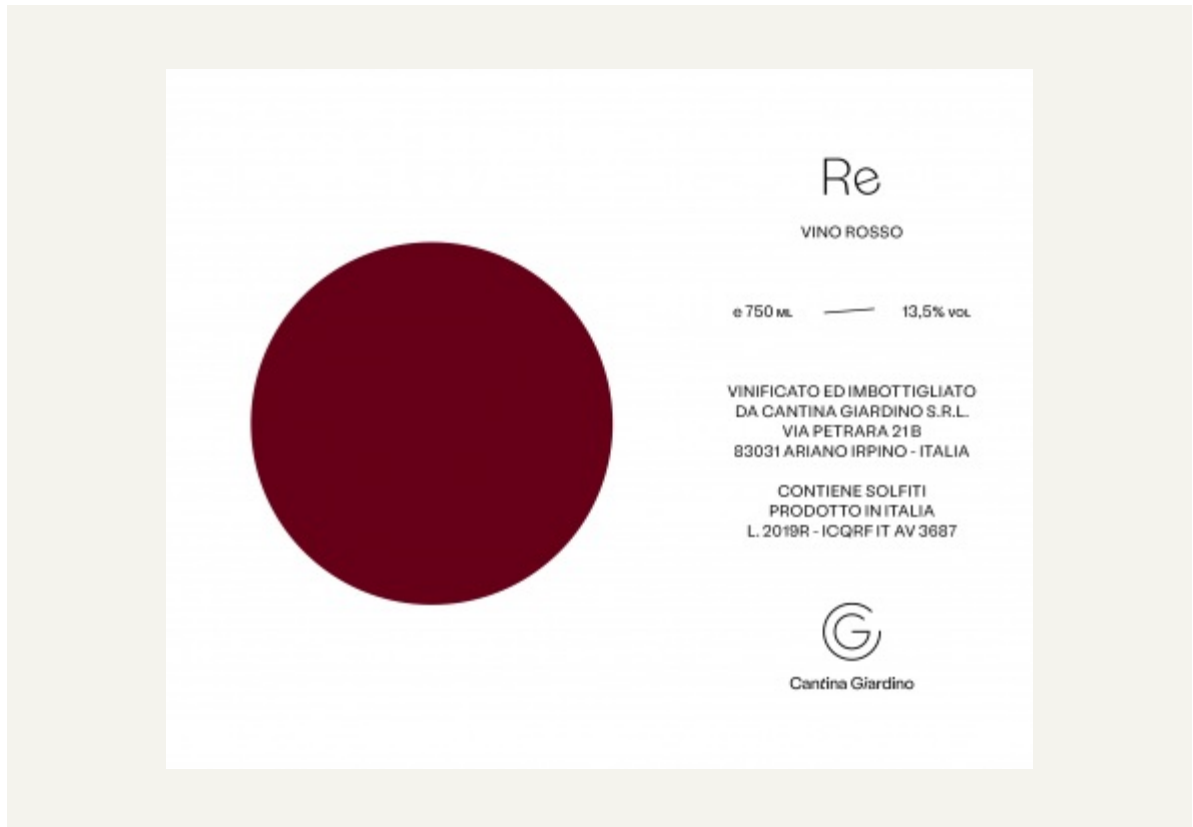 Re
VINO ROSSO
e 750 ML 13,5% VOL
VINIFICATO ED IMBOTTIGLIATO
DA CANTINA GIARDINO S.R.L.
VIA PETRARA 21 B
83031 ARIANO IRPINO - ITALIA
CONTIENE SOLFITI
PRODOTTO IN ITALIA
L. 2019R - ICQRF IT AV 3687
CG
Cantina Giardino